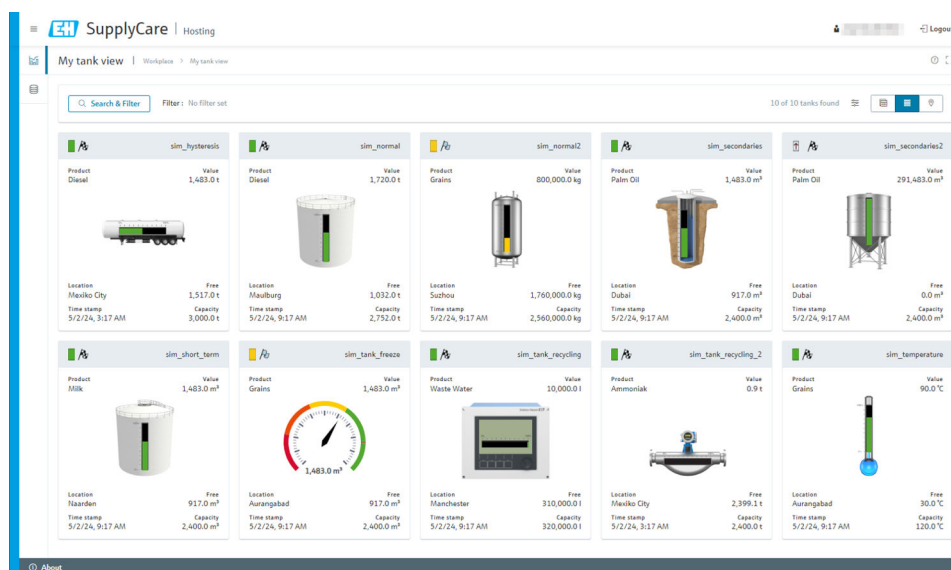 EH SupplyCare | Hosting
Logou
My tank view | Workplace > My tank view
Search & Filter Filter: No filter set 10 of 10 tanks found
sim_hysteresis
Product Value
Diesel 1,483.0 t
Location Free
Mexiko City 1,517.0 t
Time stamp Capacity
5/2/24, 3:17 AM 3,000.0 t
sim_normal
Product Value
Diesel 1,720.0 t
Location Free
Maulburg 1,032.0 t
Time stamp Capacity
5/2/24, 9:17 AM 2,752.0 t
sim_normal2
Product Value
Grains 800,000.0 kg
Location Free
Suzhou 1,760,000.0 kg
Time stamp Capacity
5/2/24, 9:17 AM 2,560,000.0 kg
sim_secondaries
Product Value
Palm Oil 1,483.0 m³
Location Free
Dubai 917.0 m³
Time stamp Capacity
5/2/24, 9:17 AM 2,400.0 m³
sim_secondaries2
Product Value
Palm Oil 291,483.0 m³
Location Free
Dubai 0.0 m³
Time stamp Capacity
5/2/24, 9:17 AM 2,400.0 m³
sim_short_term
Product Value
Milk 1,483.0 m³
Location Free
Naarden 917.0 m³
Time stamp Capacity
5/2/24, 9:17 AM 2,400.0 m³
sim_tank_freeze
Product Value
Grains 1,483.0 m³
1,483.0 m³
Location Free
Aurangabad 917.0 m³
Time stamp Capacity
5/2/24, 9:17 AM 2,400.0 m³
sim_tank_recycling
Product Value
Waste Water 10,000.0 l
Location Free
Manchester 310,000.0 l
Time stamp Capacity
5/2/24, 9:17 AM 320,000.0 l
sim_tank_recycling_2
Product Value
Ammoniak 0.9 t
Location Free
Mexiko City 2,399.1 t
Time stamp Capacity
5/2/24, 3:17 AM 2,400.0 t
sim_temperature
Product Value
Grains 90.0 °C
Location Free
Aurangabad 30.0 °C
Time stamp Capacity
5/2/24, 9:17 AM 120.0 °C
About